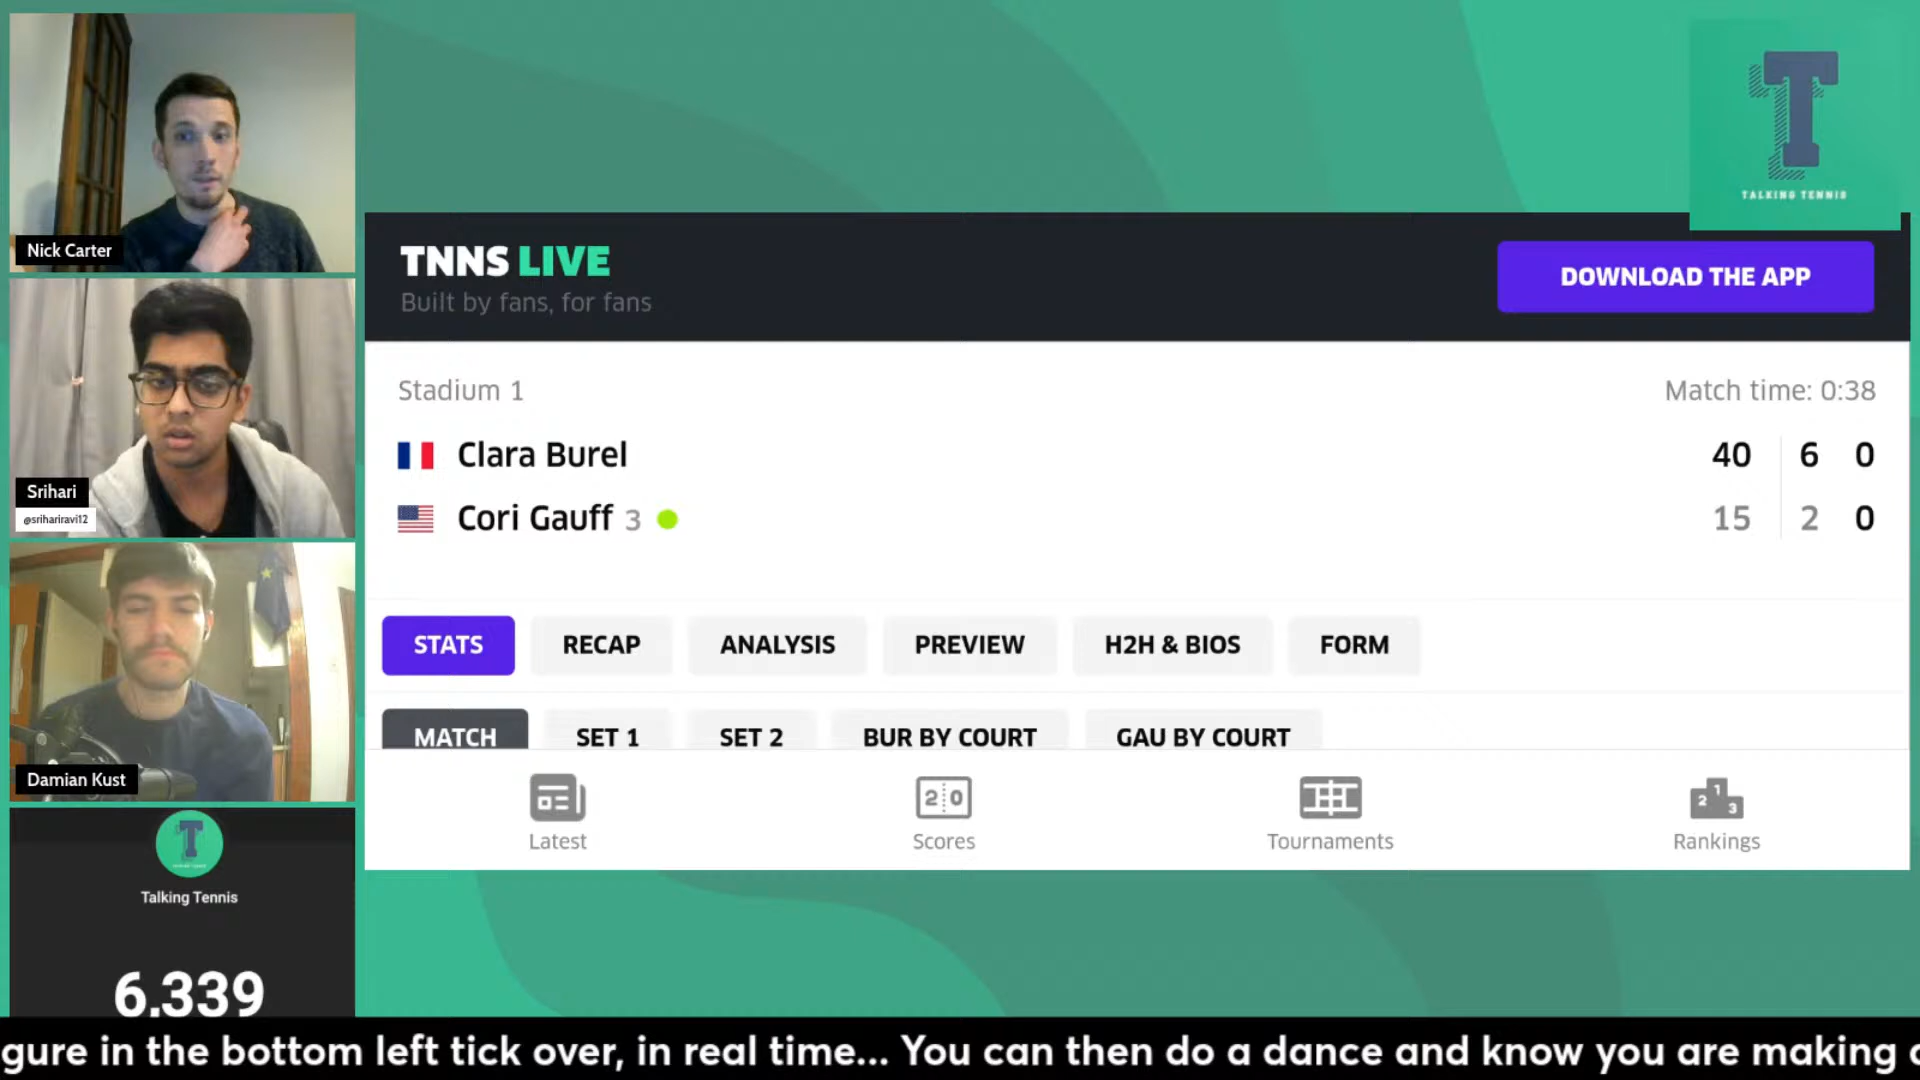 Nick Carter
Srihari
@srihariravi12
Damian Kust
Talking Tennis
6,339
T
TALKING TENNIS
TNNS LIVE
Built by fans, for fans
DOWNLOAD THE APP
Stadium 1
Match time: 0:38
Clara Burel 40 6 0
Cori Gauff 3 15 2 0
STATS RECAP ANALYSIS PREVIEW H2H & BIOS FORM
MATCH SET 1 SET 2 BUR BY COURT GAU BY COURT
2 0
1 2 3
Latest Scores Tournaments Rankings
gure in the bottom left tick over, in real time... You can then do a dance and know you are making